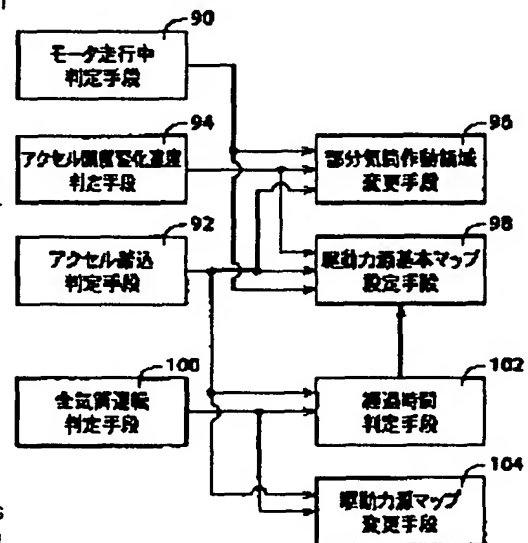 90
モータ走行中
判定手段
94
アクセル開度変化速度
判定手段
92
アクセル踏込
判定手段
100
全気筒運転
判定手段
96
部分気筒作動領域
変更手段
98
駆動力源基本マップ
設定手段
102
経過時間
判定手段
104
駆動力源マップ
変更手段